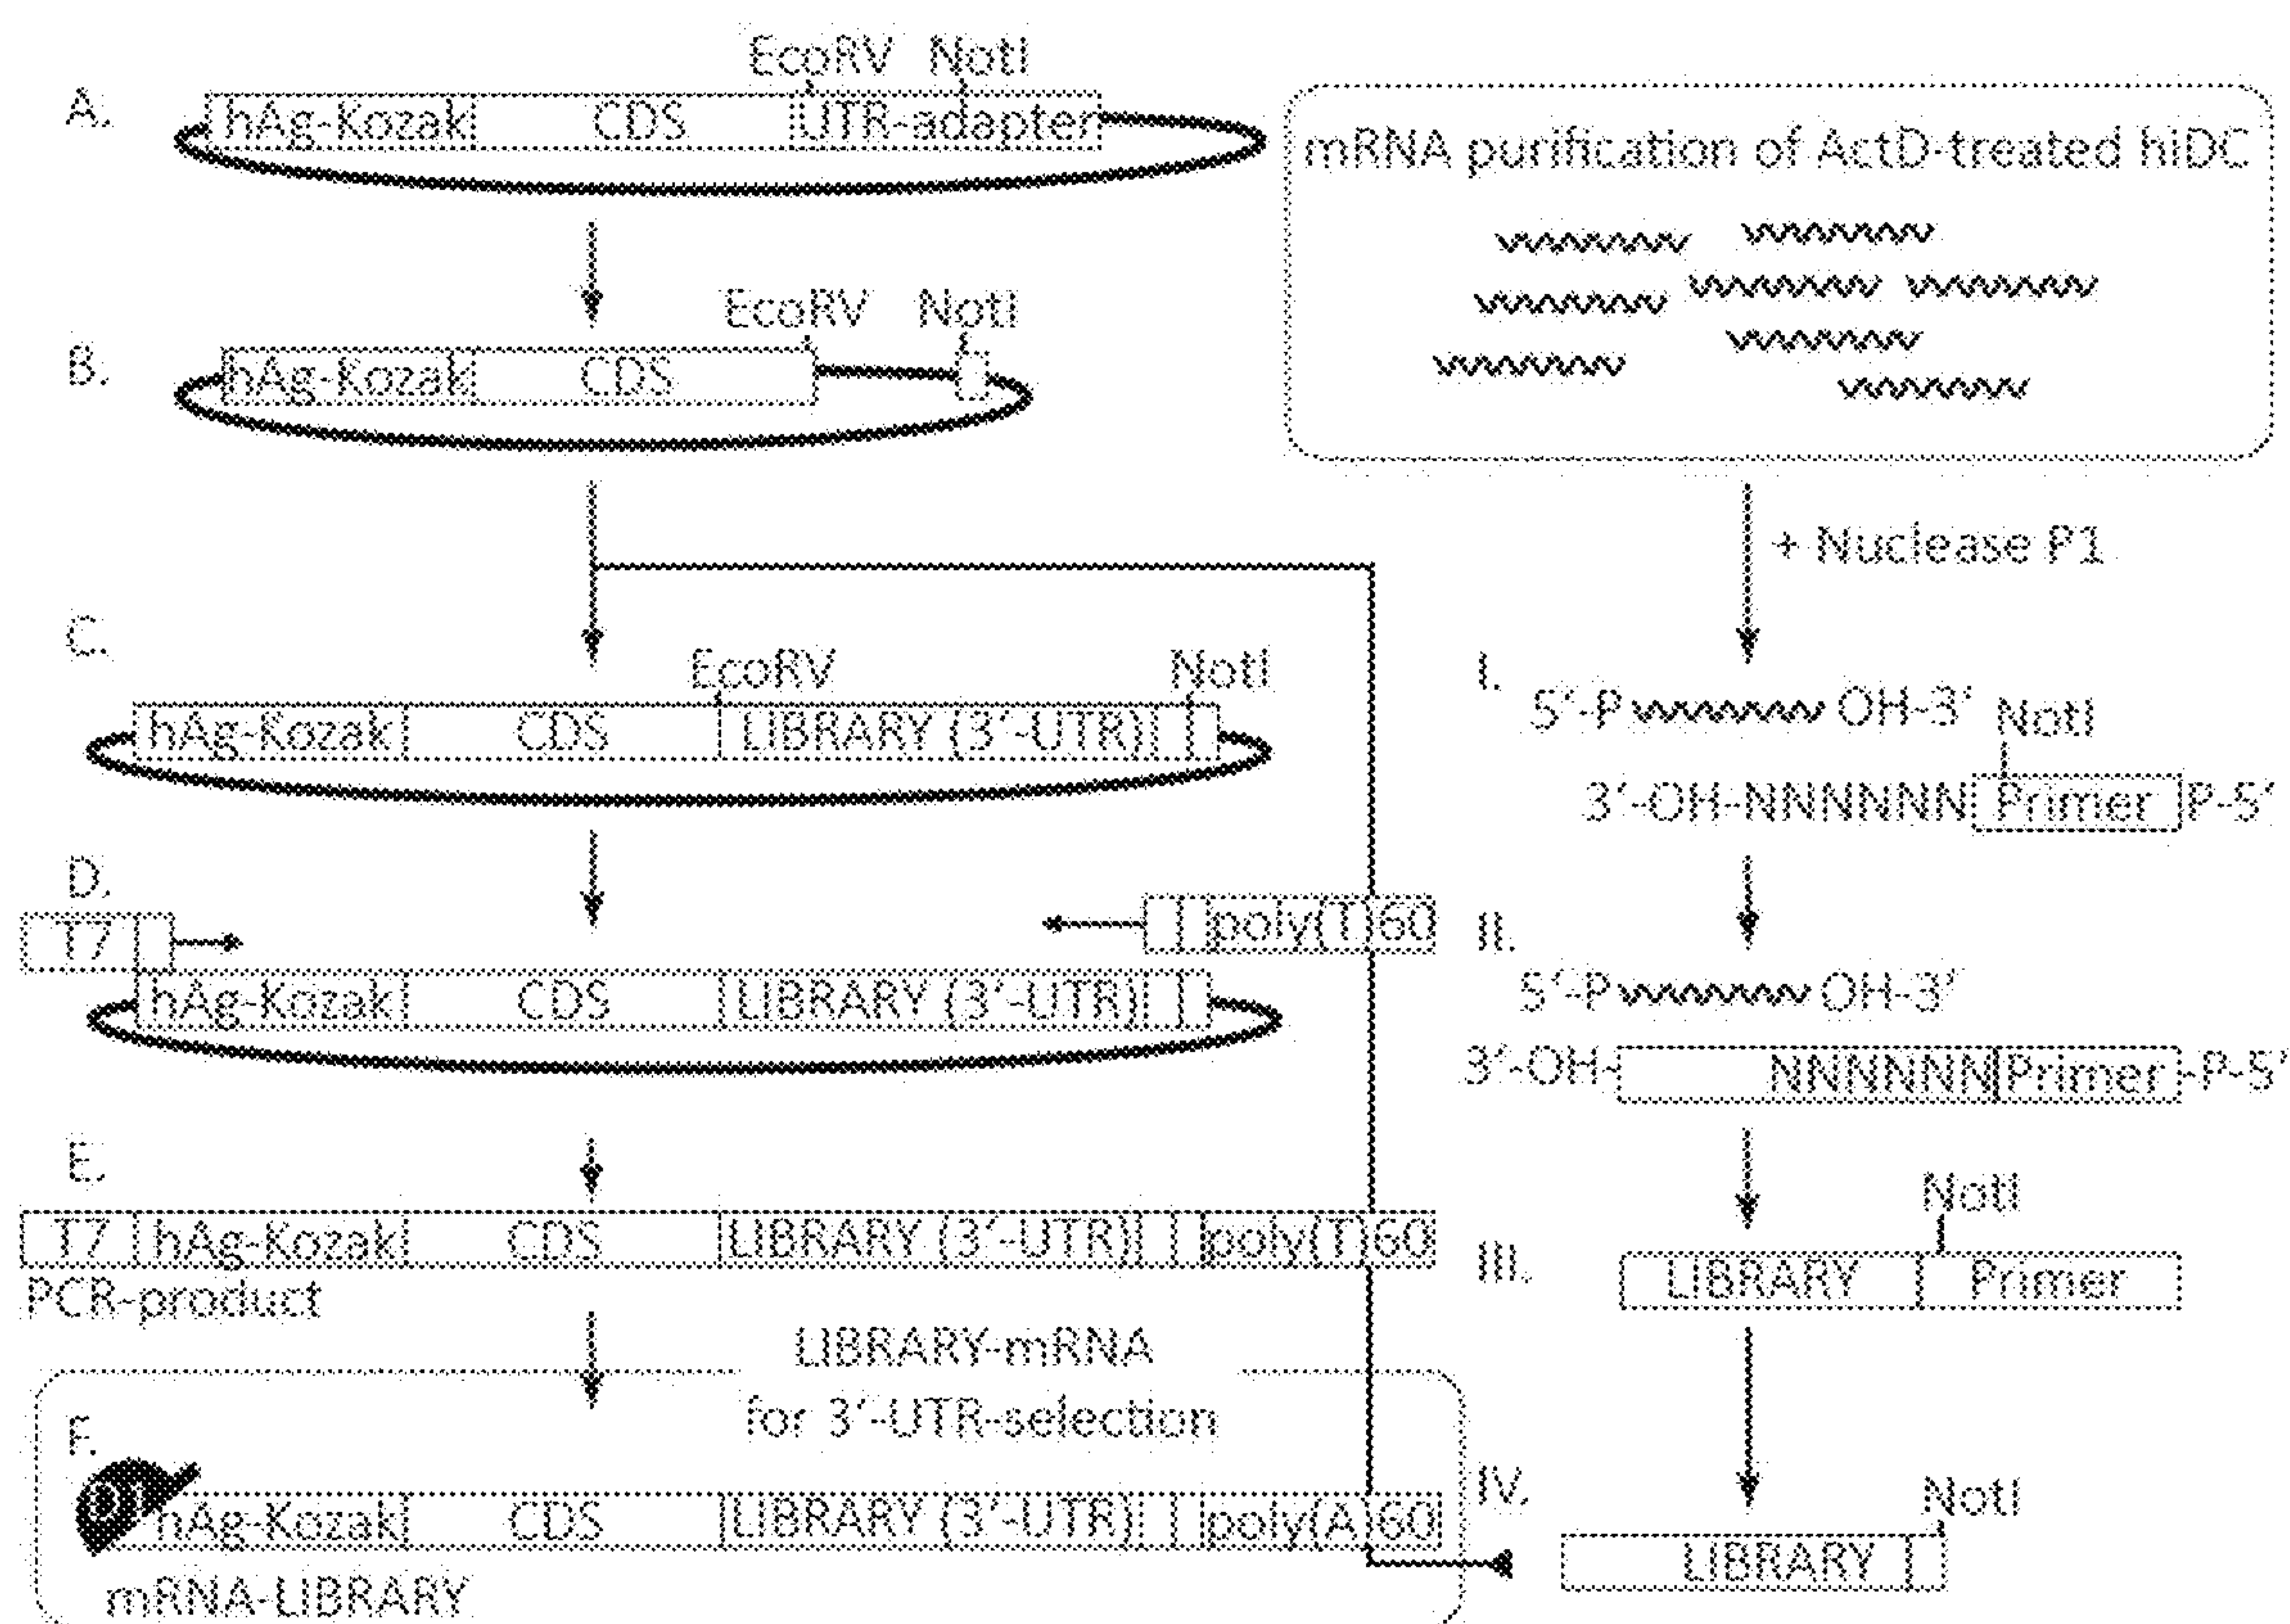 EcoRV NotI
A.
hAg-Kozak CDS UTR-adapter
EcoRV NotI
B.
hAg-Kozak CDS
C.
EcoRV NotI
hAg-Kozak CDS LIBRARY (3'-UTR)
D.
T7 poly(T)60
hAg-Kozak CDS LIBRARY (3'-UTR)
E.
T7 hAg-Kozak CDS LIBRARY (3'-UTR) poly(T)60
PCR-product
LIBRARY-mRNA
for 3'-UTR-selection
F.
hAg-Kozak CDS LIBRARY (3'-UTR) poly(A)60
mRNA-LIBRARY
mRNA purification of ActD-treated hiDC
+ Nuclease P1
I.
5'-P OH-3'
NotI
3'-OH-NNNNNN Primer P-5'
II.
5'-P OH-3'
3'-OH- NNNNNN Primer -P-5'
NotI
III.
LIBRARY Primer
IV.
NotI
LIBRARY